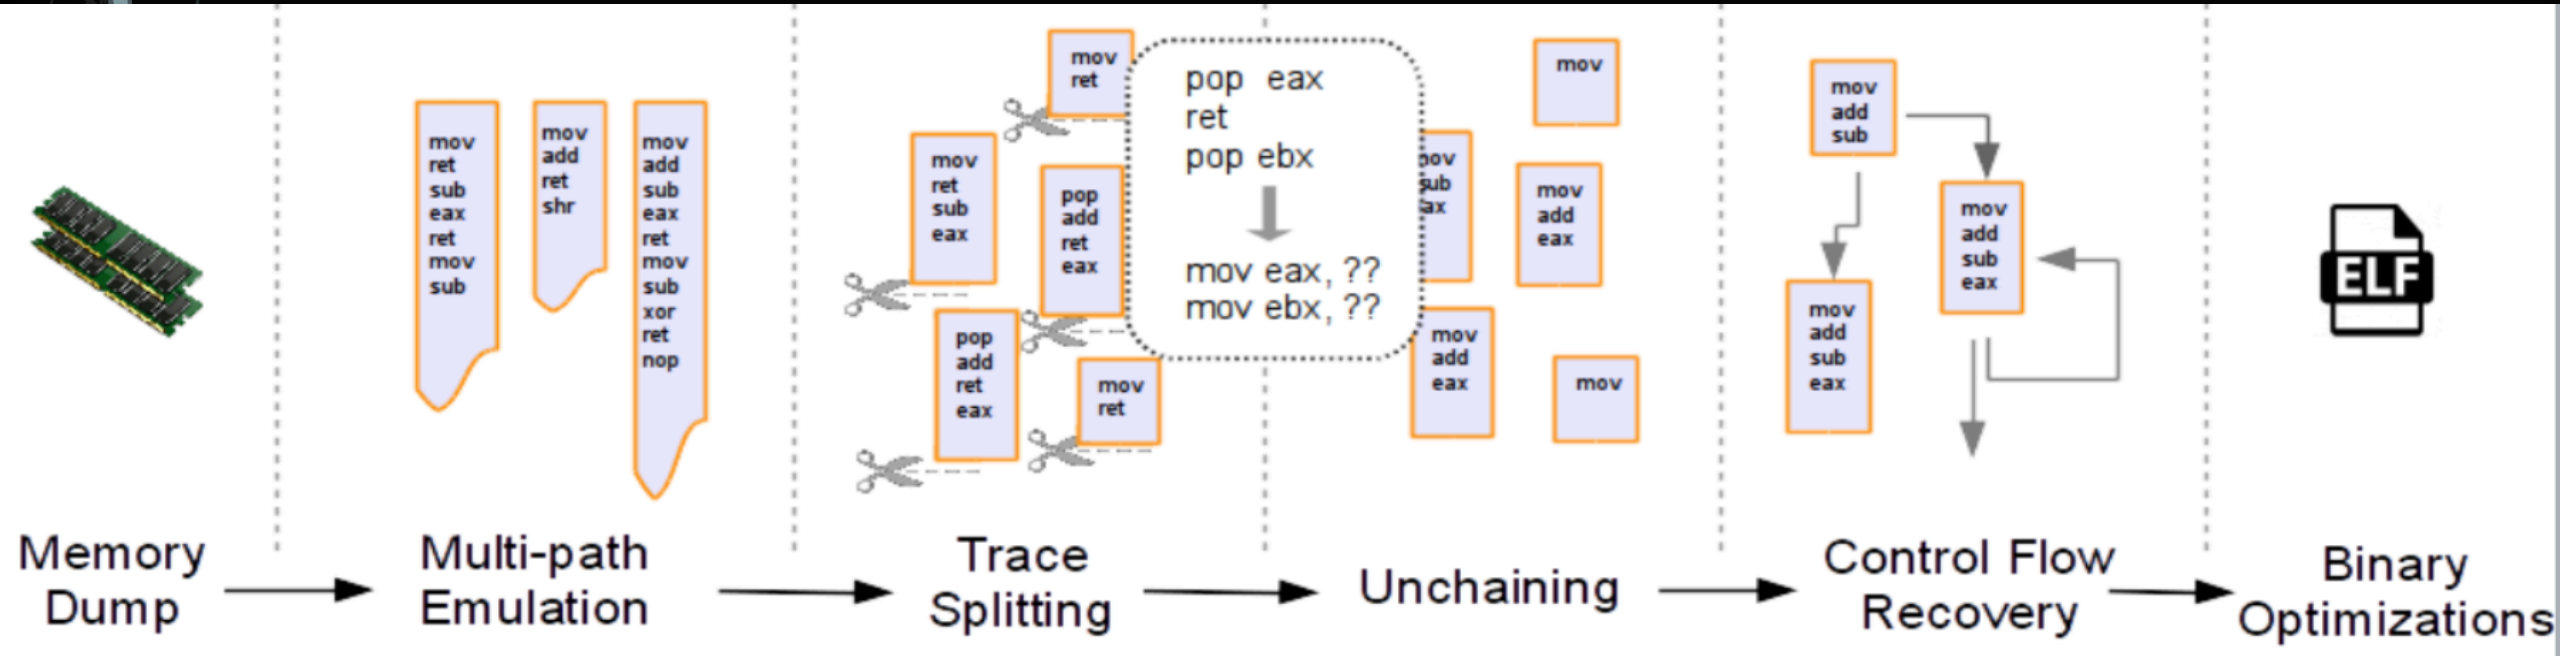 mov
ret
sub
eax
ret
mov
sub
mov
add
ret
shr
mov
add
sub
eax
ret
mov
sub
xor
ret
nop
mov
ret
mov
ret
sub
eax
pop
add
ret
eax
pop
add
ret
eax
mov
ret
pop eax
ret
pop ebx
mov eax, ??
mov ebx, ??
mov
mov
add
eax
mov
add
eax
mov
mov
add
sub
mov
add
sub
eax
mov
add
sub
eax
ELF
Memory
Dump
Multi-path
Emulation
Trace
Splitting
Unchaining
Control Flow
Recovery
Binary
Optimizations